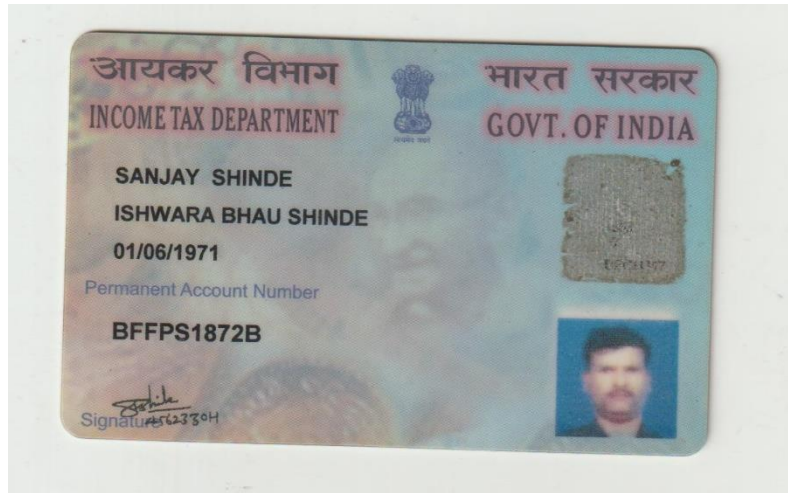 आयकर विभाग
INCOME TAX DEPARTMENT
भारत सरकार
GOVT. OF INDIA
SANJAY SHINDE
ISHWARA BHAU SHINDE
01/06/1971
Permanent Account Number
BFFPS1872B
Signature